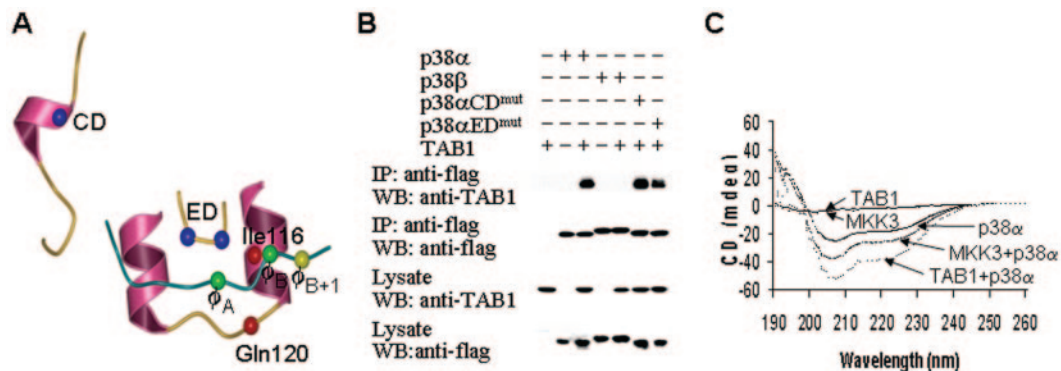 A
CD
ED
Ile116
ϕA
ϕB
ϕB+1
Gln120
B
p38α - + + - - - - -
p38β - - - + + - -
p38αCDmut - - - - - + -
p38αEDmut - - - - - - +
TAB1 + - + - + + +
IP: anti-flag
WB: anti-TAB1
IP: anti-flag
WB: anti-flag
Lysate
WB: anti-TAB1
Lysate
WB:anti-flag
C
CD (mdeg)
60
40
20
0
-20
-40
-60
TAB1
MKK3
p38α
MKK3+p38α
TAB1+p38α
190 200 210 220 230 240 250 260
Wavelength (nm)